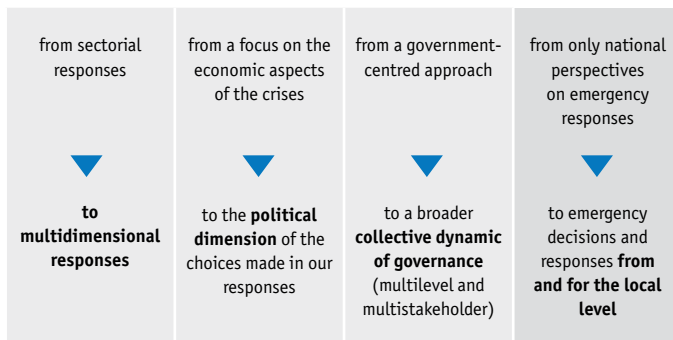 from sectorial
responses
to
multidimensional
responses
from a focus on the
economic aspects
of the crises
to the political
dimension of the
choices made in our
responses
from a government-
centred approach
to a broader
collective dynamic
of governance
(multilevel and
multistakeholder)
from only national
perspectives
on emergency
responses
to emergency
decisions and
responses from
and for the local
level